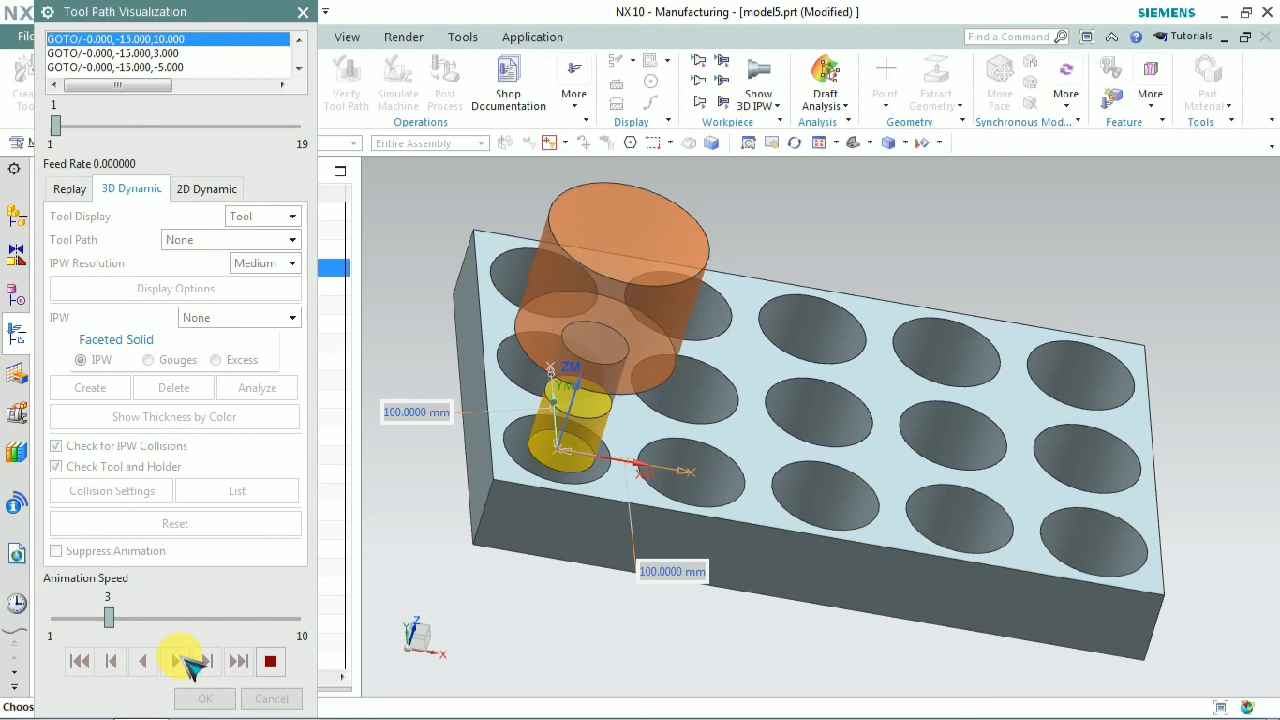 NX
Tool Path Visualization
NX10 - Manufacturing - [model5.prt (Modified) ]
SIEMENS
View
Render
Tools
Application
Find a Command
Tutorials
GOTO/-0.000,-15.000,10.000
GOTO/-0.000,-15.000,3.000
GOTO/-0.000,-15.000,-5.000
1
1
19
Feed Rate 0.000000
Replay
3D Dynamic
2D Dynamic
Tool Display
Tool
Tool Path
None
IPW Resolution
Medium
Display Options
IPW
None
Faceted Solid
IPW
Gouges
Excess
Create
Delete
Analyze
Show Thickness by Color
Check for IPW Collisions
Check Tool and Holder
Collision Settings
List
Reset
Suppress Animation
Animation Speed
3
1
10
OK
Cancel
Verify
Tool Path
Simulate
Machine
Post
Process
Shop
Documentation
More
Operations
Display
Show
3D IPW
Workpiece
Draft
Analysis
Analysis
Point
Extract
Geometry
Geometry
Move
Face
More
Synchronous Mod...
More
Feature
Part
Material
Tools
Entire Assembly
ZM
100.0000 mm
100.0000 mm
Z
X